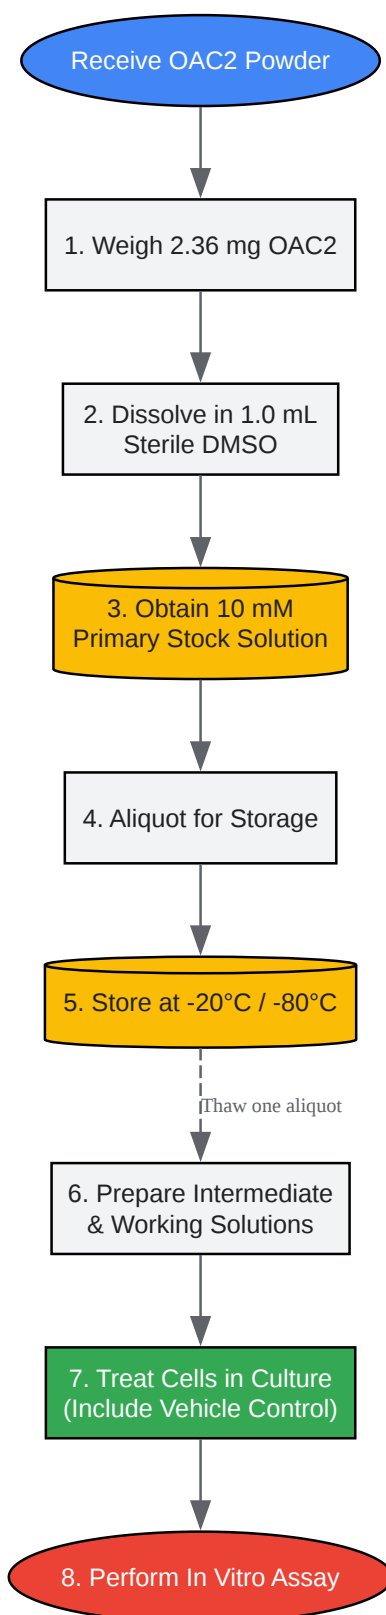 Receive OAC2 Powder
1. Weigh 2.36 mg OAC2
2. Dissolve in 1.0 mL
Sterile DMSO
3. Obtain 10 mM
Primary Stock Solution
4. Aliquot for Storage
5. Store at -20°C / -80°C
Thaw one aliquot
6. Prepare Intermediate
& Working Solutions
7. Treat Cells in Culture
(Include Vehicle Control)
8. Perform In Vitro Assay